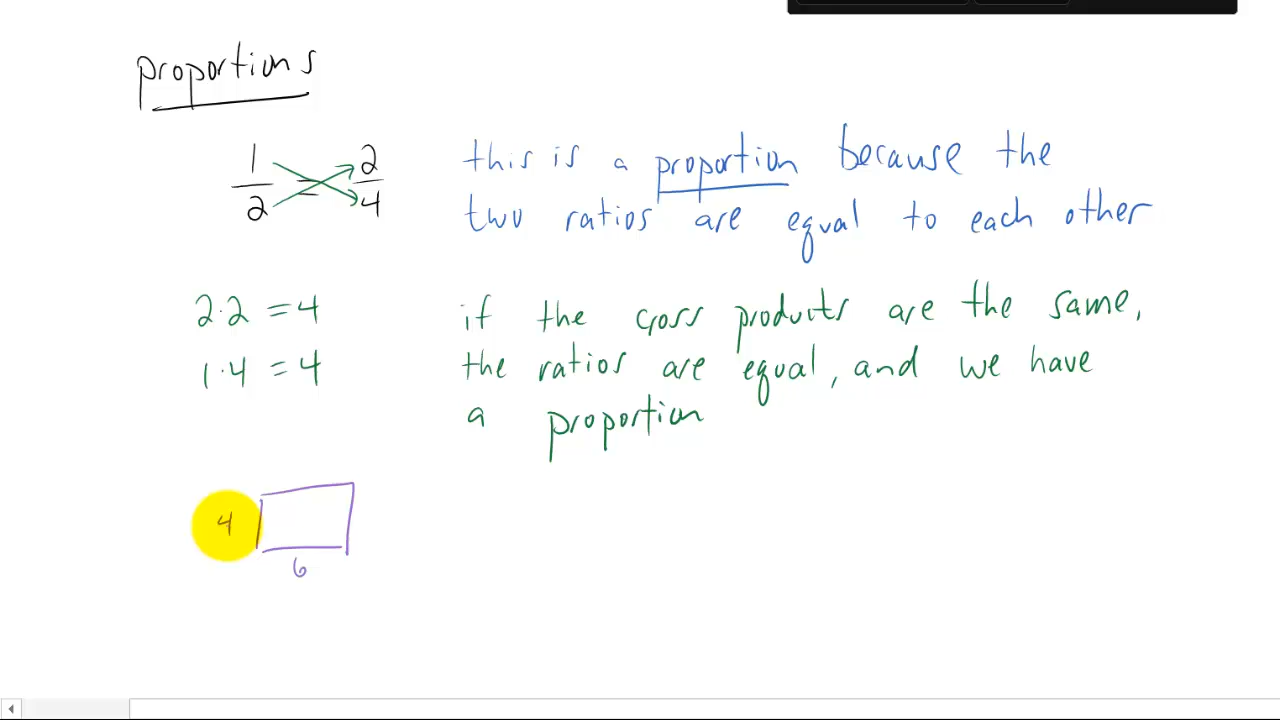 proportions
1/2 = 2/4
this is a proportion because the
two ratios are equal to each other
2·2 = 4
1·4 = 4
if the cross products are the same,
the ratios are equal, and we have
a proportion
4
6